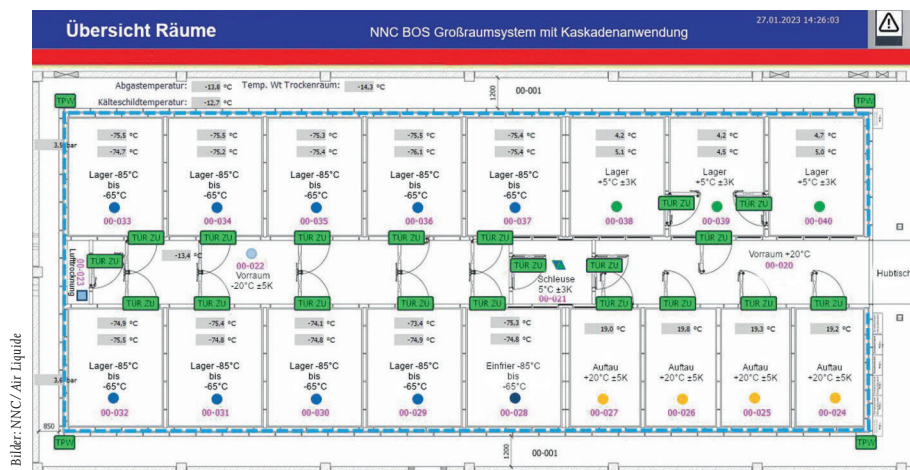 Übersicht Räume
NNC BOS Großraumsystem mit Kaskadenanwendung
27.01.2023 14:26:03
Abgastemperatur: -13,8 °C Temp. Wt Trockenraum: -14,3 °C
Kälteschildtemperatur: -12,7 °C
1200
00-001
TPW
TPW
bar
-75,5 °C -75,5 °C -75,3 °C -75,5 °C -75,4 °C 4,2 °C 4,2 °C 4,7 °C
-74,7 °C -75,2 °C -75,4 °C -76,1 °C -75,4 °C 5,1 °C 4,5 °C 5,0 °C
Lager -85°C bis -65°C
00-033
Lager -85°C bis -65°C
00-034
Lager -85°C bis -65°C
00-035
Lager -85°C bis -65°C
00-036
Lager -85°C bis -65°C
00-037
Lager +5°C ±3K
00-038
Lager +5°C ±3K
TÜR ZU TÜR ZU
00-039
Lager +5°C ±3K
00-040
TÜR ZU TÜR ZU TÜR ZU TÜR ZU TÜR ZU TÜR ZU
Lufttrocknung
00-023
TÜR ZU
-13,4 °C
00-022
Vorraum
-20°C ±5K
TÜR ZU
TÜR ZU
Schleuse
5°C ±3K
00-021
Vorraum +20°C
00-020
Hubtisch
TÜR ZU TÜR ZU TÜR ZU TÜR ZU TÜR ZU TÜR ZU TÜR ZU TÜR ZU TÜR ZU
-74,9 °C -75,4 °C -74,1 °C -73,4 °C -75,3 °C 19,0 °C 19,8 °C 19,3 °C 19,2 °C
-75,5 °C -74,8 °C -74,8 °C -74,9 °C -74,8 °C
Lager -85°C bis -65°C
00-032
Lager -85°C bis -65°C
00-031
Lager -85°C bis -65°C
00-030
Lager -85°C bis -65°C
00-029
Einfrier -85°C bis -65°C
00-028
Auftau +20°C ±5K
00-027
Auftau +20°C ±5K
00-026
Auftau +20°C ±5K
00-025
Auftau +20°C ±5K
00-024
bar
850
TPW
TPW
1200
00-001
Bilder: NNC/ Air Liquide